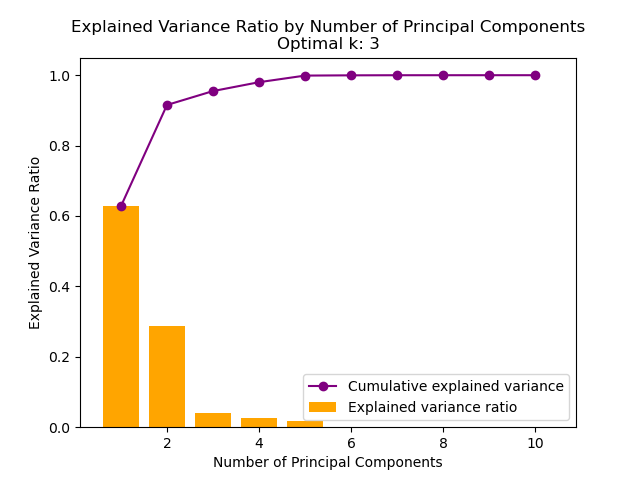 Explained Variance Ratio by Number of Principal Components
Optimal k: 3
1.0
0.8
0.6
0.4
0.2
0.0
Explained Variance Ratio
Cumulative explained variance
Explained variance ratio
2
4
6
8
10
Number of Principal Components